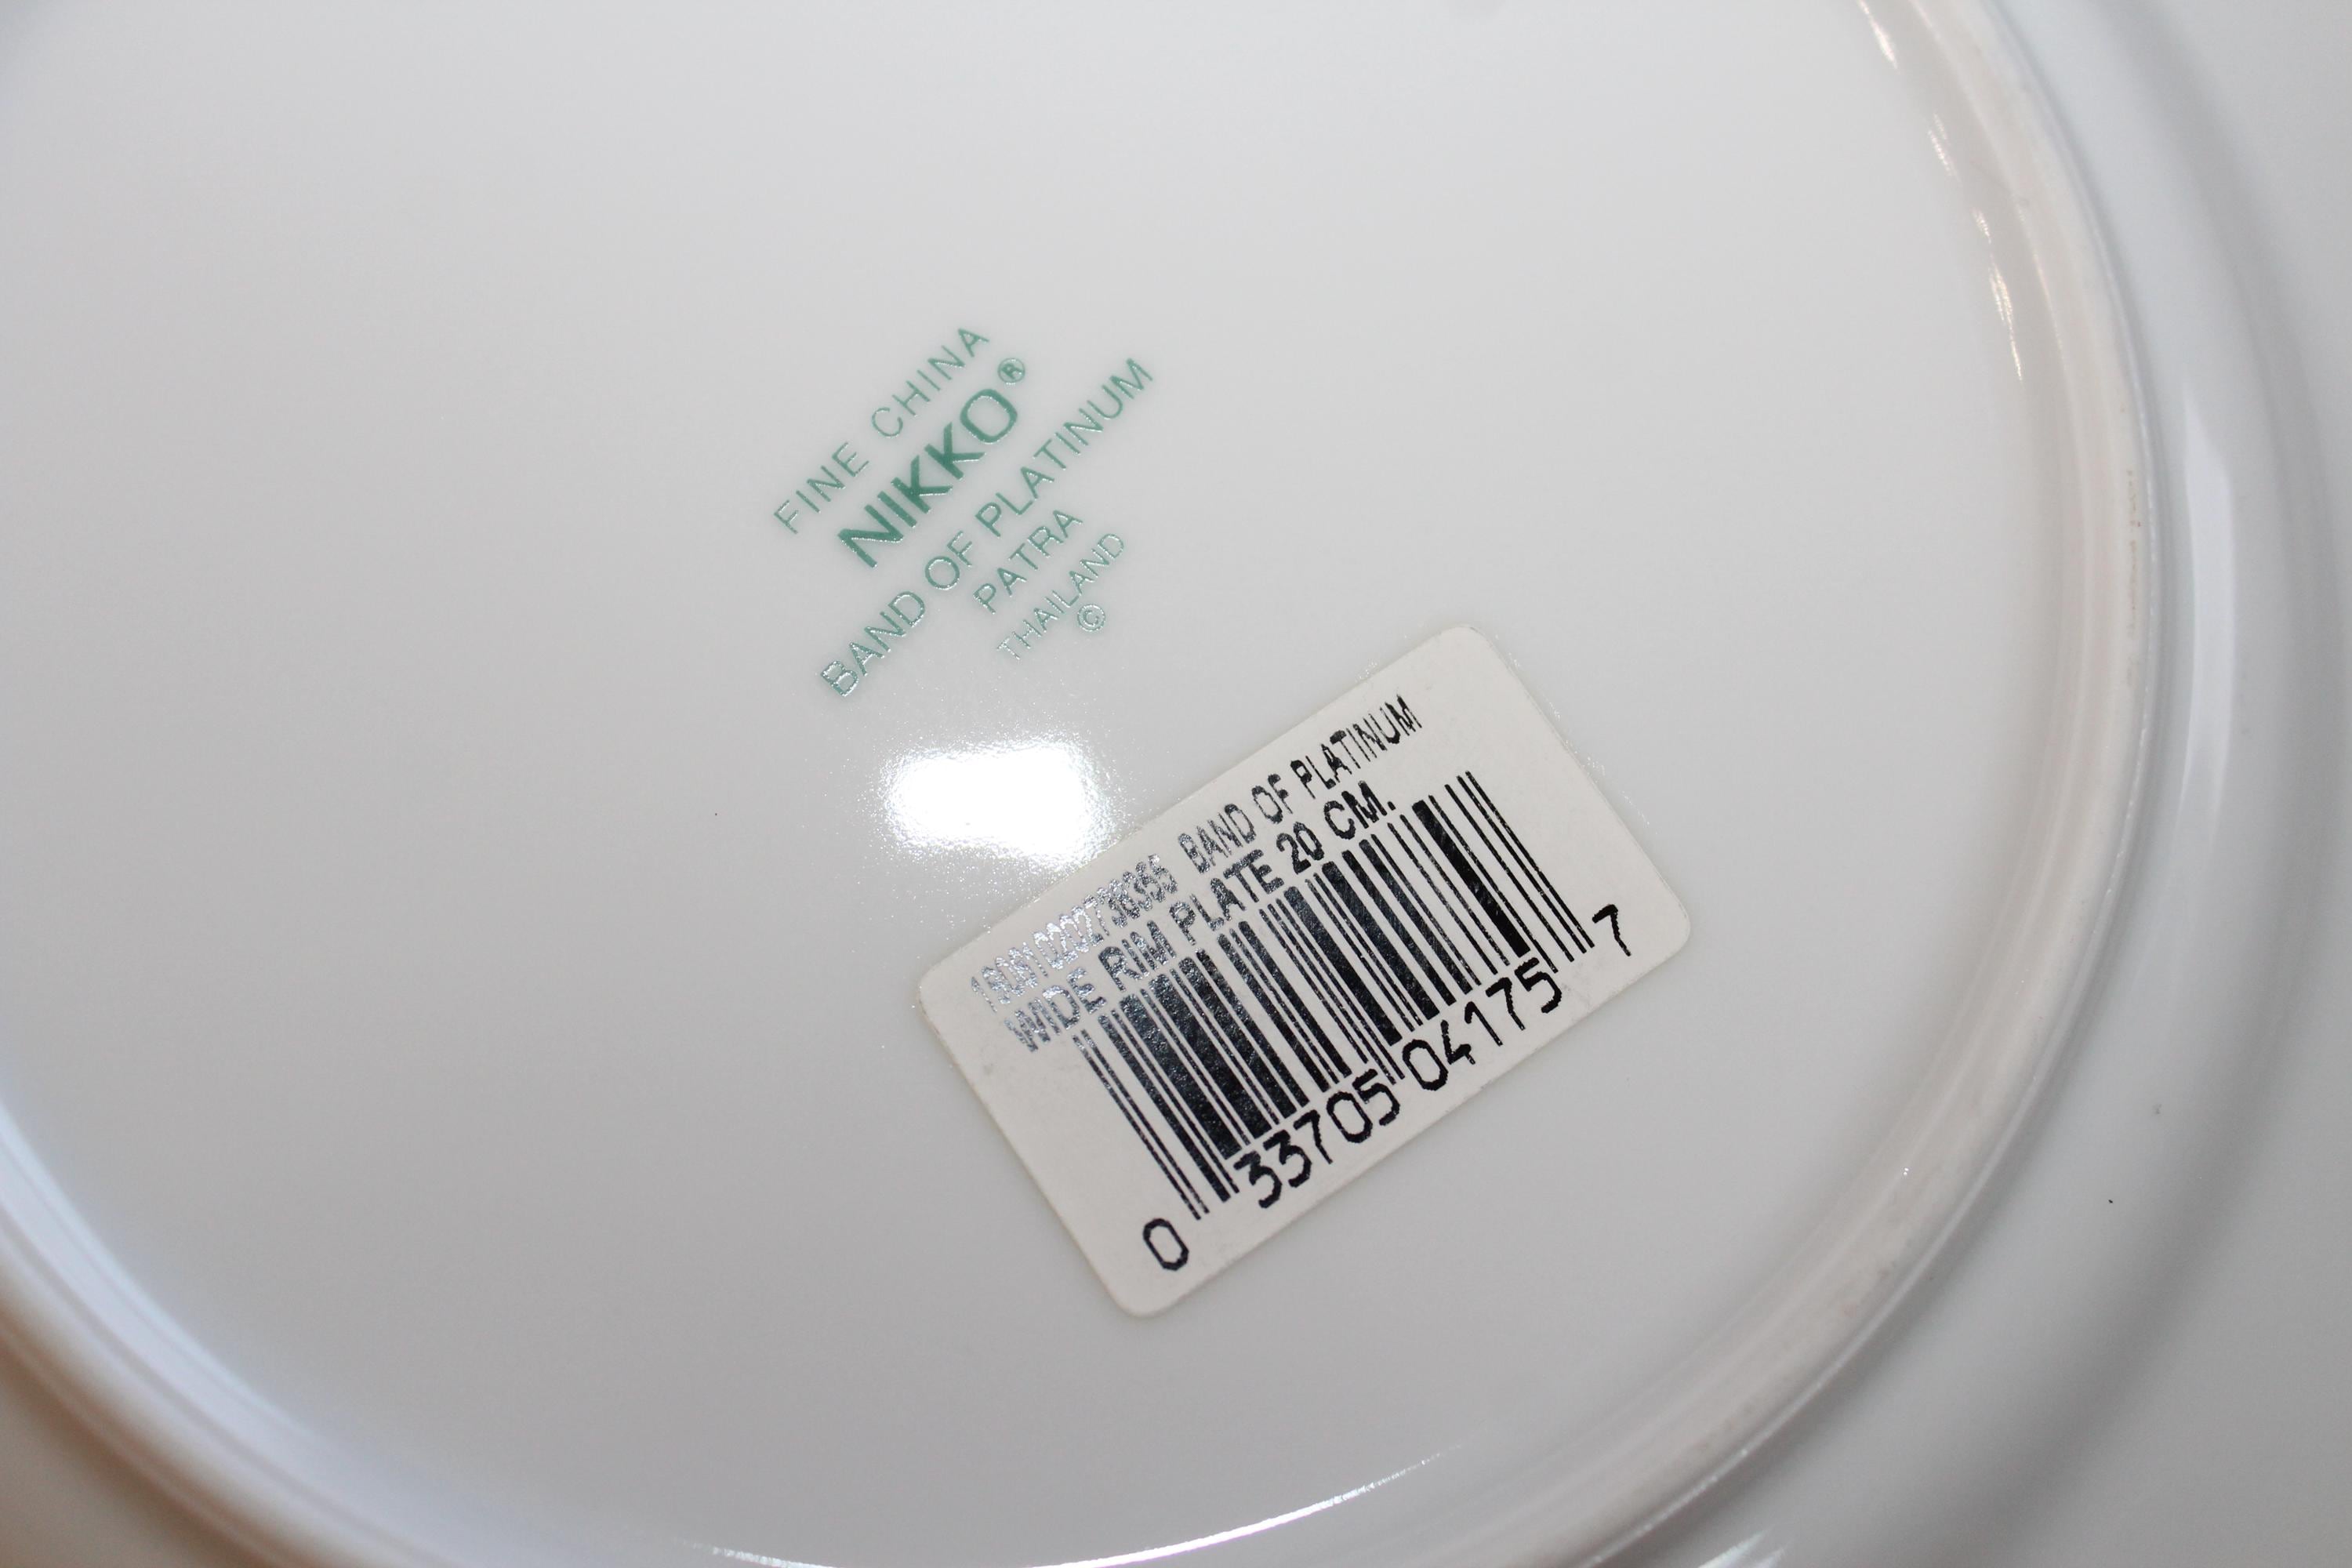 FINE CHINA
NIKKO®
BAND OF PLATINUM
PATRA
THAILAND
©
BAND OF PLATINUM
WIDE RIM PLATE 20 CM.
0 33705 04175 7